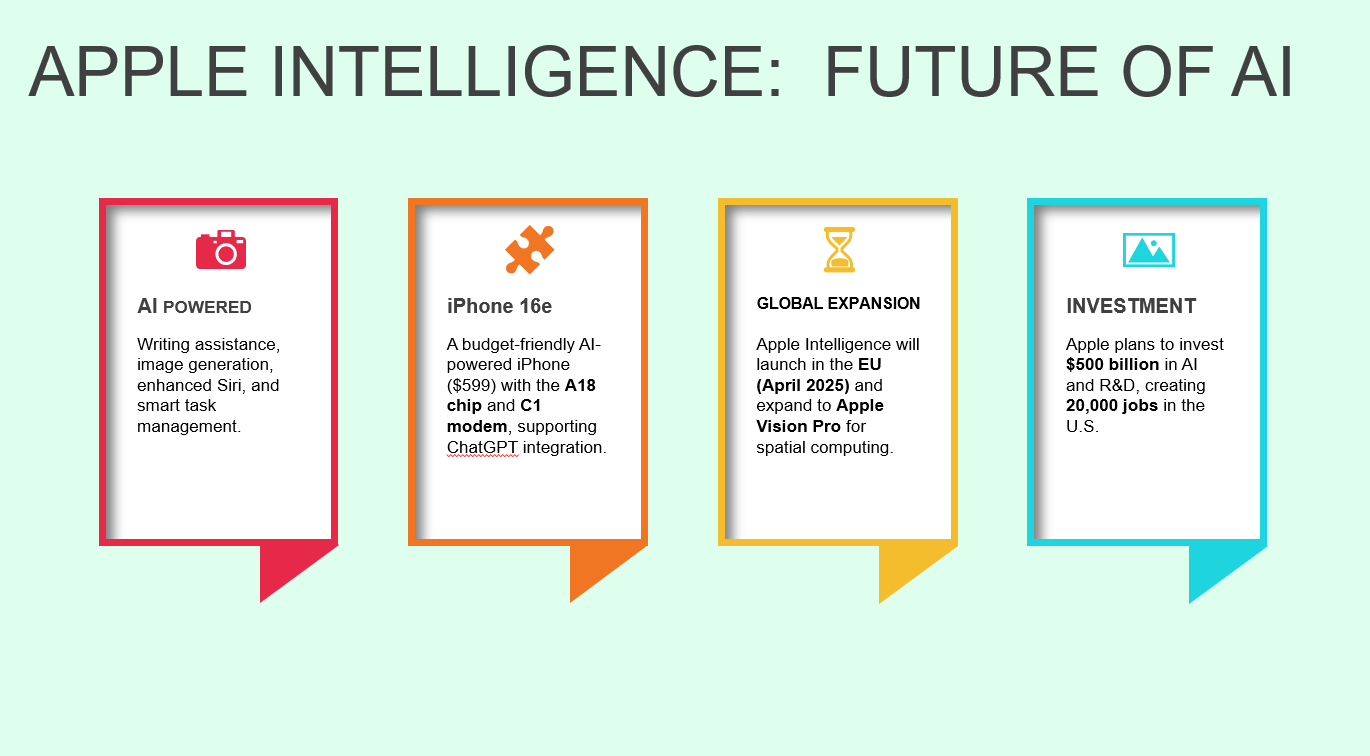 APPLE INTELLIGENCE:  FUTURE OF AI
AI POWERED
Writing assistance,
image generation,
enhanced Siri, and
smart task
management.
iPhone 16e
A budget-friendly AI-
powered iPhone
($599) with the A18
chip and C1
modem, supporting
ChatGPT integration.
GLOBAL EXPANSION
Apple Intelligence will
launch in the EU
(April 2025) and
expand to Apple
Vision Pro for
spatial computing.
INVESTMENT
Apple plans to invest
$500 billion in AI
and R&D, creating
20,000 jobs in the
U.S.